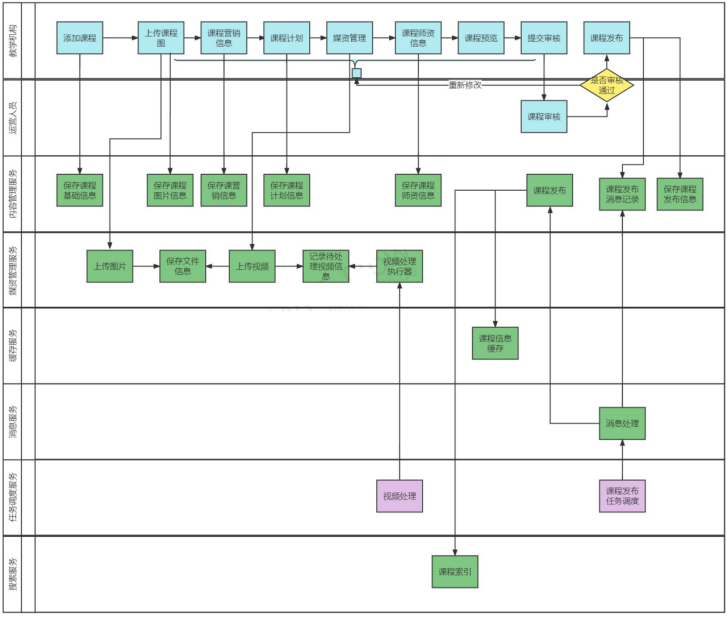 教学机构
添加课程
上传课程
图
课程营销
信息
课程计划
媒资管理
课程师资
信息
课程预览
提交审核
课程发布
运营人员
重新修改
是否审核
通过
课程审核
内容管理服务
保存课程
基础信息
保存课程
图片信息
保存课营
销信息
保存课程
计划信息
保存课程
师资信息
课程发布
课程发布
消息记录
保存课程
发布信息
媒资管理服务
上传图片
保存文件
信息
上传视频
记录待处
理视频信
息
视频处理
执行器
缓存服务
课程信息
缓存
消息服务
消息处理
任务调度服务
视频处理
课程发布
任务调度
搜索服务
课程索引